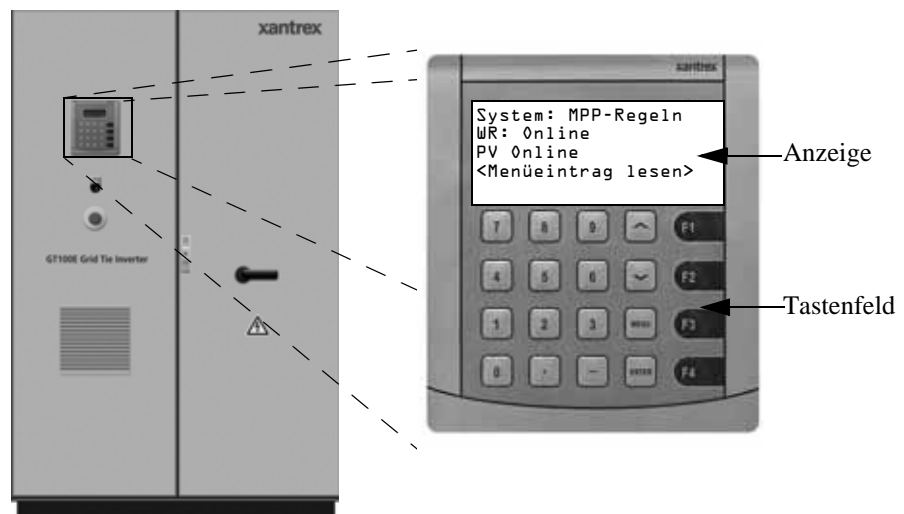 xantrex
GT100E Grid Tie Inverter
xantrex
System: MPP-Regeln
WR: Online
PV Online
<Menüeintrag lesen>
Anzeige
7 8 9 F1
4 5 6 F2
Tastenfeld
1 2 3 MENU F3
0 . – ENTER F4